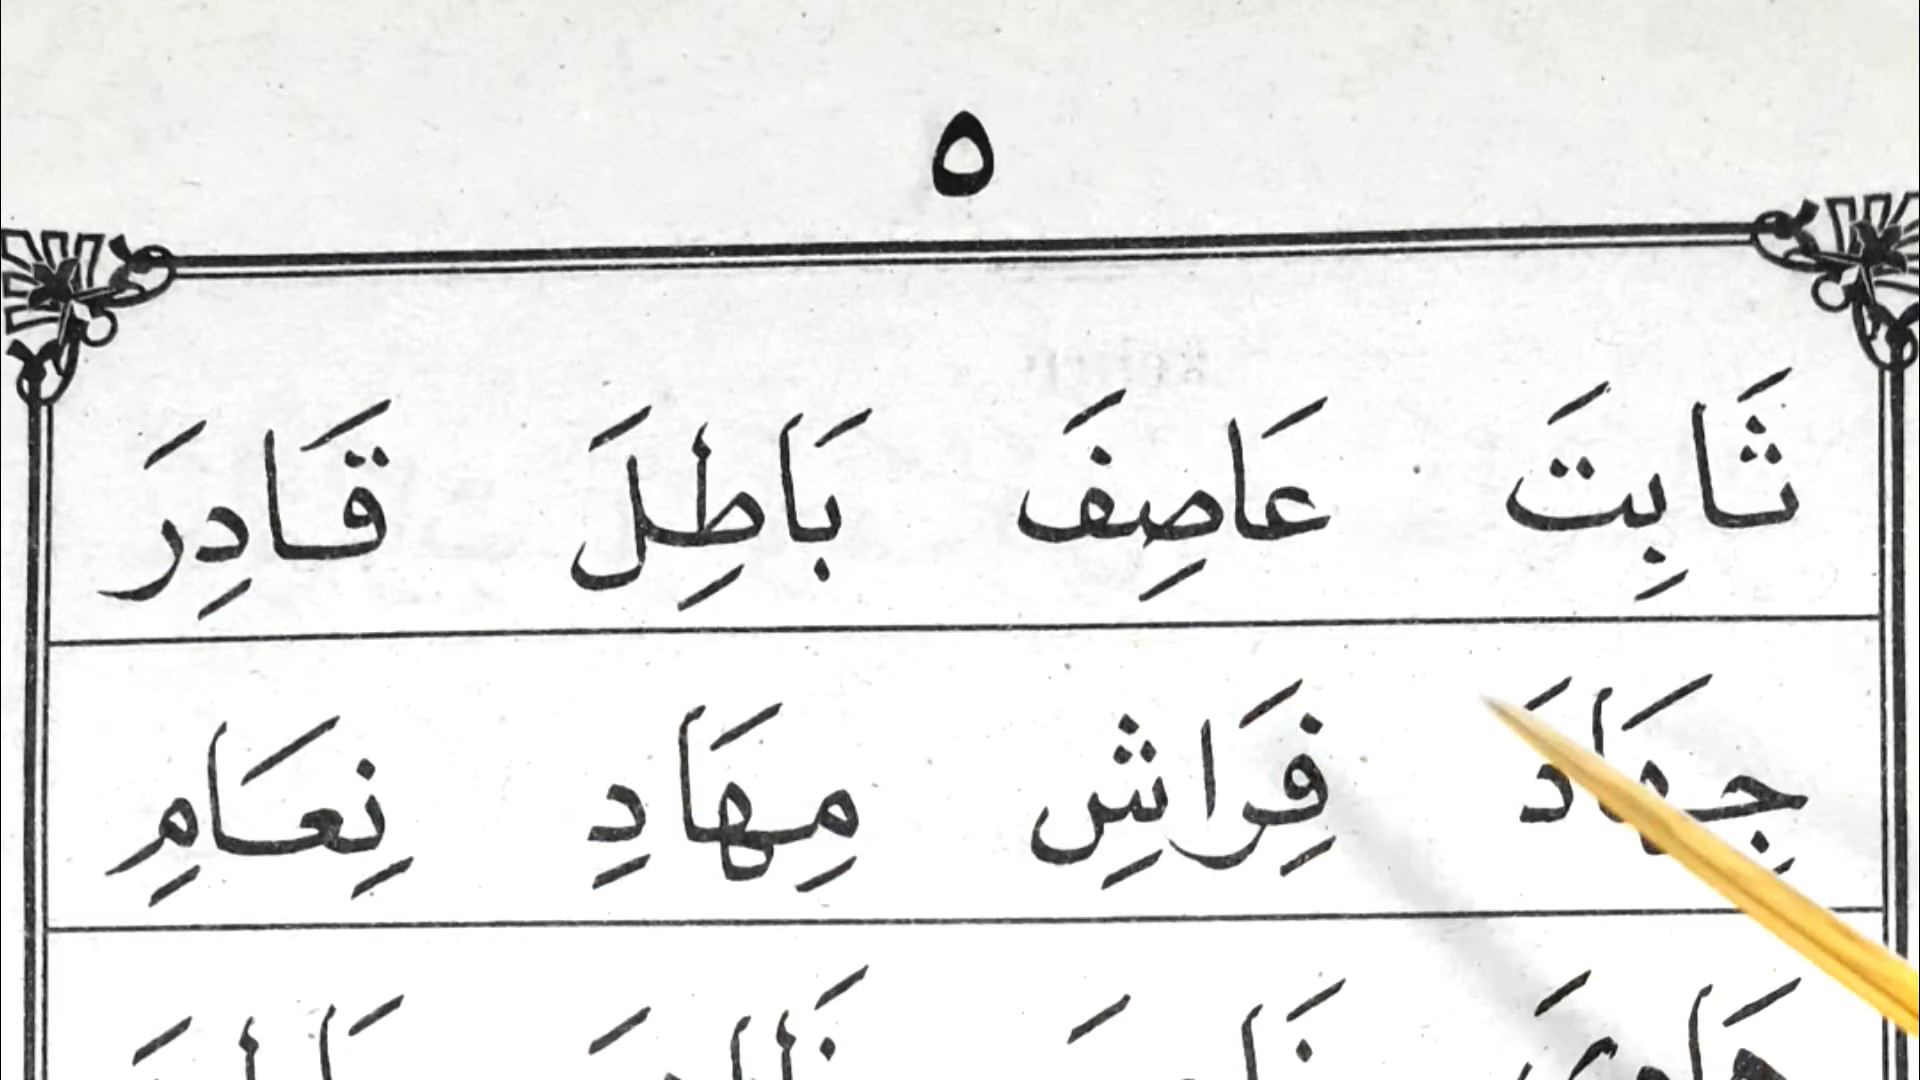 ٥
ثَابِتَ عَاصِفَ بَاطِلَ قَادِرَ
جِهَادَ فِرَاشِ مِهَادِ نِعَامِ